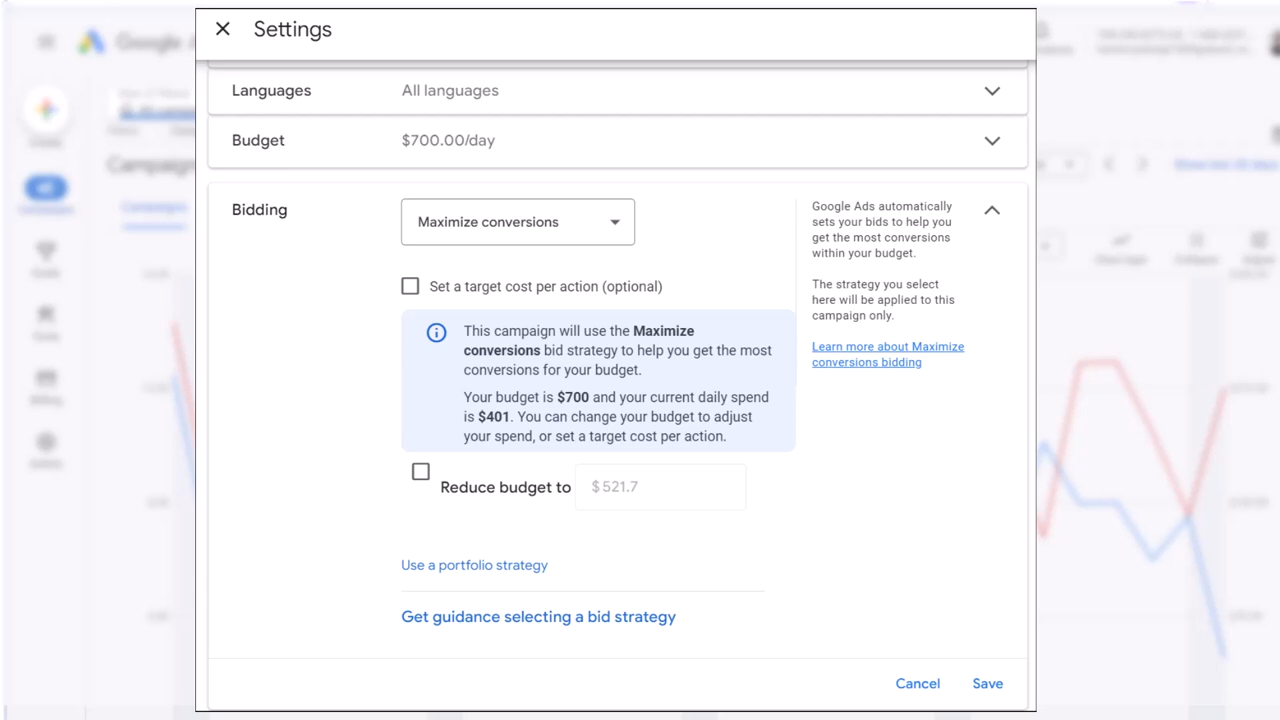 Settings
Languages
All languages
Budget
$700.00/day
Bidding
Maximize conversions
Set a target cost per action (optional)
This campaign will use the Maximize
conversions bid strategy to help you get the most
conversions for your budget.
Your budget is $700 and your current daily spend
is $401. You can change your budget to adjust
your spend, or set a target cost per action.
Reduce budget to
$ 521.7
Use a portfolio strategy
Get guidance selecting a bid strategy
Google Ads automatically
sets your bids to help you
get the most conversions
within your budget.
The strategy you select
here will be applied to this
campaign only.
Learn more about Maximize
conversions bidding
Cancel
Save
Google
Campaign
Campaigns